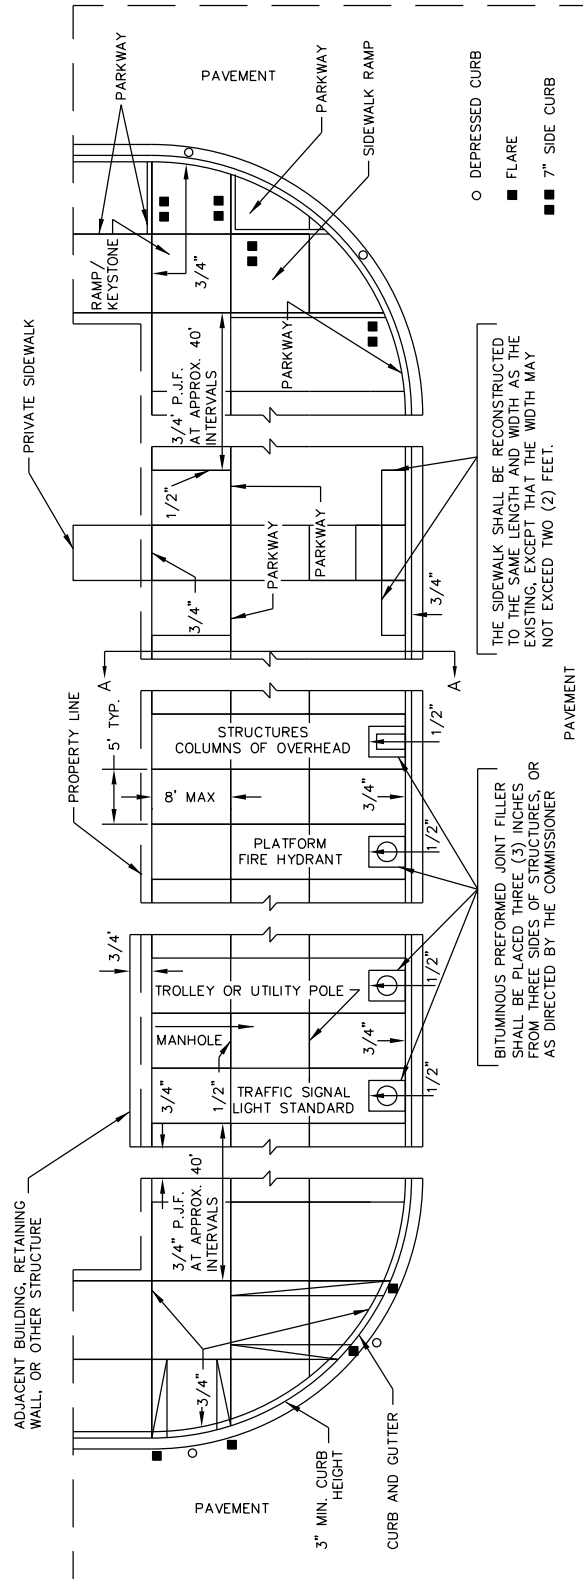 ADJACENT BUILDING, RETAINING
WALL, OR OTHER STRUCTURE
PROPERTY LINE
PRIVATE SIDEWALK
PAVEMENT
3/4"
3" MIN. CURB
HEIGHT
CURB AND GUTTER
3/4" P.J.F.
AT APPROX. 40'
INTERVALS
3/4"
1/2"
TRAFFIC SIGNAL
LIGHT STANDARD
1/2"
MANHOLE
3/4"
TROLLEY OR UTILITY POLE
3/4'
1/2"
PLATFORM
FIRE HYDRANT
1/2"
5' TYP.
8' MAX
3/4"
STRUCTURES
COLUMNS OF OVERHEAD
1/2"
A
A
BITUMINOUS PREFORMED JOINT FILLER
SHALL BE PLACED THREE (3) INCHES
FROM THREE SIDES OF STRUCTURES, OR
AS DIRECTED BY THE COMMISSIONER
PAVEMENT
3/4"
PARKWAY
PARKWAY
1/2"
3/4"
THE SIDEWALK SHALL BE RECONSTRUCTED
TO THE SAME LENGTH AND WIDTH AS THE
EXISTING, EXCEPT THAT THE WIDTH MAY
NOT EXCEED TWO (2) FEET.
3/4' P.J.F.
AT APPROX. 40'
INTERVALS
PARKWAY
RAMP/
KEYSTONE
3/4"
PARKWAY
PAVEMENT
PARKWAY
SIDEWALK RAMP
DEPRESSED CURB
FLARE
7" SIDE CURB